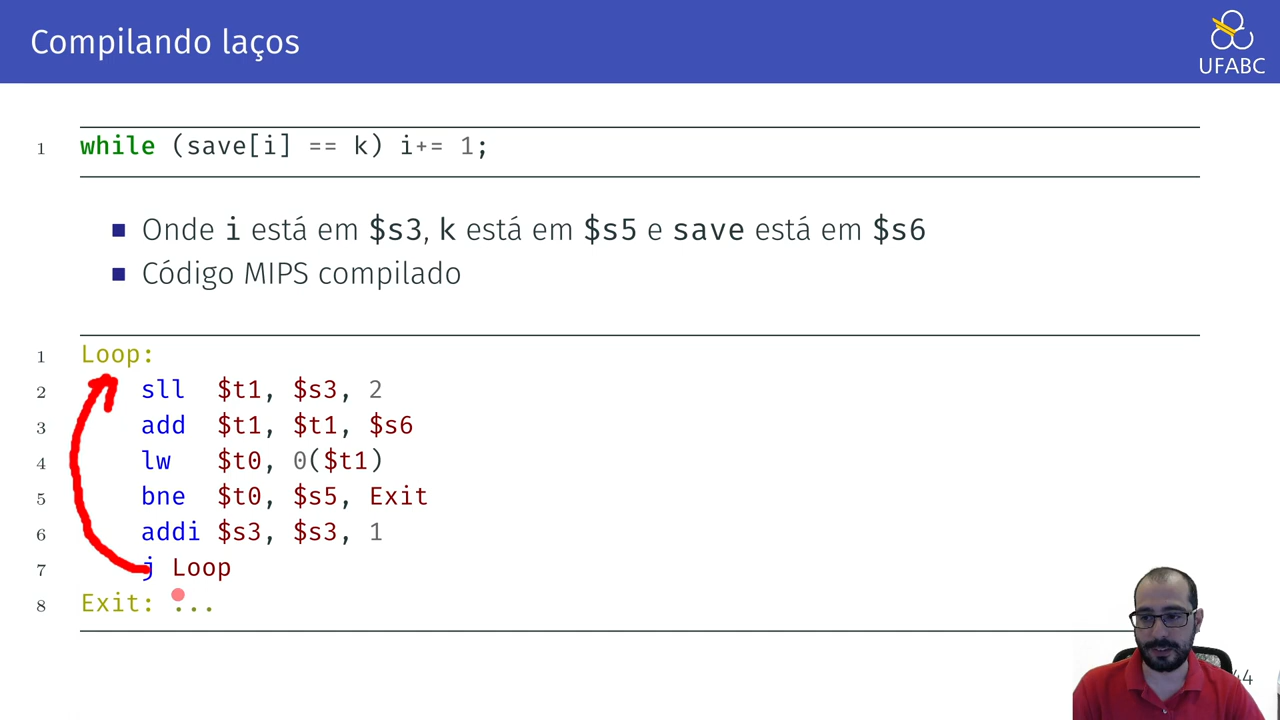 Compilando laços
UFABC
1 while (save[i] == k) i+= 1;
Onde i está em $s3, k está em $s5 e save está em $s6
Código MIPS compilado
1 Loop:
2 sll $t1, $s3, 2
3 add $t1, $t1, $s6
4 lw $t0, 0($t1)
5 bne $t0, $s5, Exit
6 addi $s3, $s3, 1
7 j Loop
8 Exit: ...